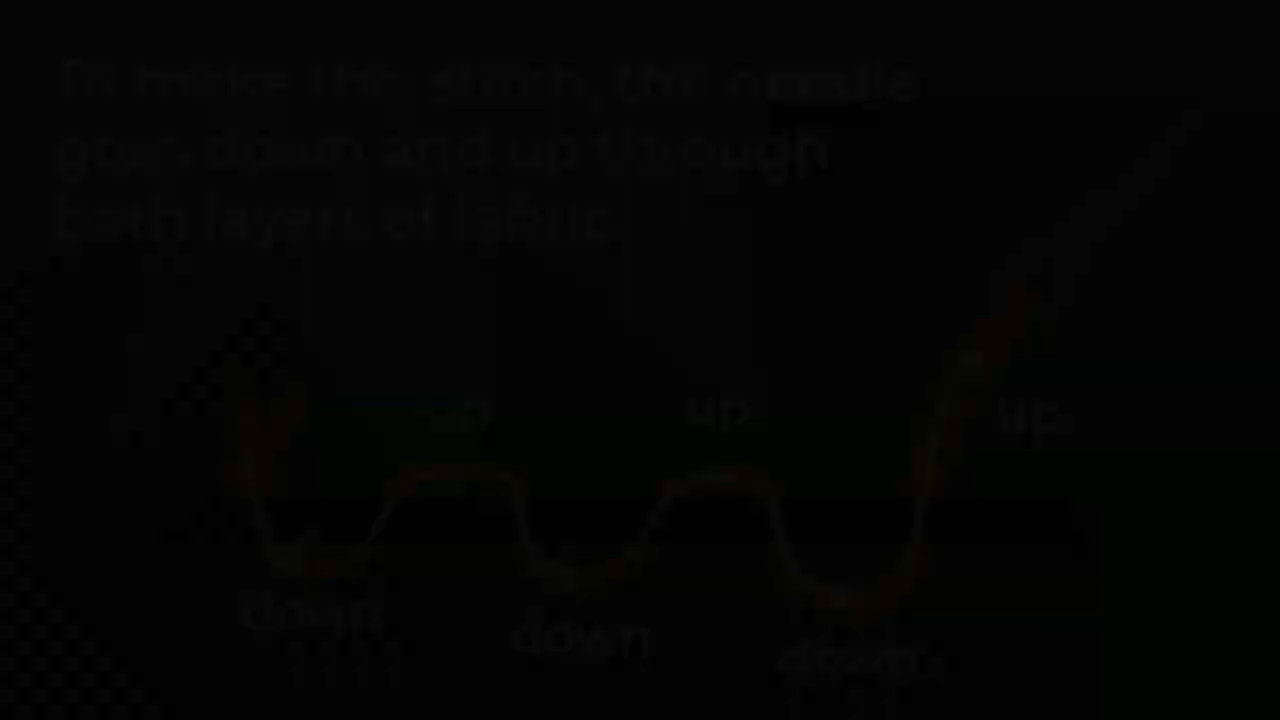 To make this stitch, the needle
goes down and up through
both layers of fabric
up
up
up
down
down
down